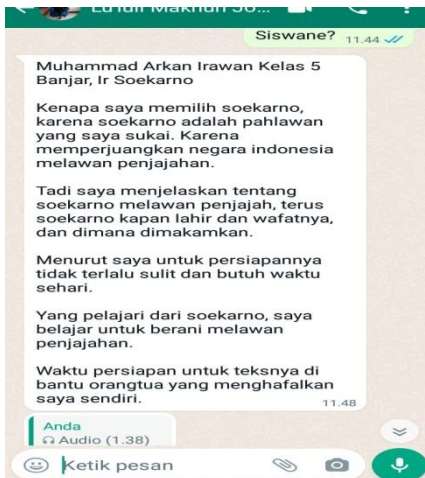 Siswane? 11.44
Muhammad Arkan Irawan Kelas 5
Banjar, Ir Soekarno
Kenapa saya memilih soekarno,
karena soekarno adalah pahlawan
yang saya sukai. Karena
memperjuangkan negara indonesia
melawan penjajahan.
Tadi saya menjelaskan tentang
soekarno melawan penjajah, terus
soekarno kapan lahir dan wafatnya,
dan dimana dimakamkan.
Menurut saya untuk persiapannya
tidak terlalu sulit dan butuh waktu
sehari.
Yang pelajari dari soekarno, saya
belajar untuk berani melawan
penjajahan.
Waktu persiapan untuk teksnya di
bantu orangtua yang menghafalkan
saya sendiri. 11.48
Anda
Audio (1.38)
Ketik pesan